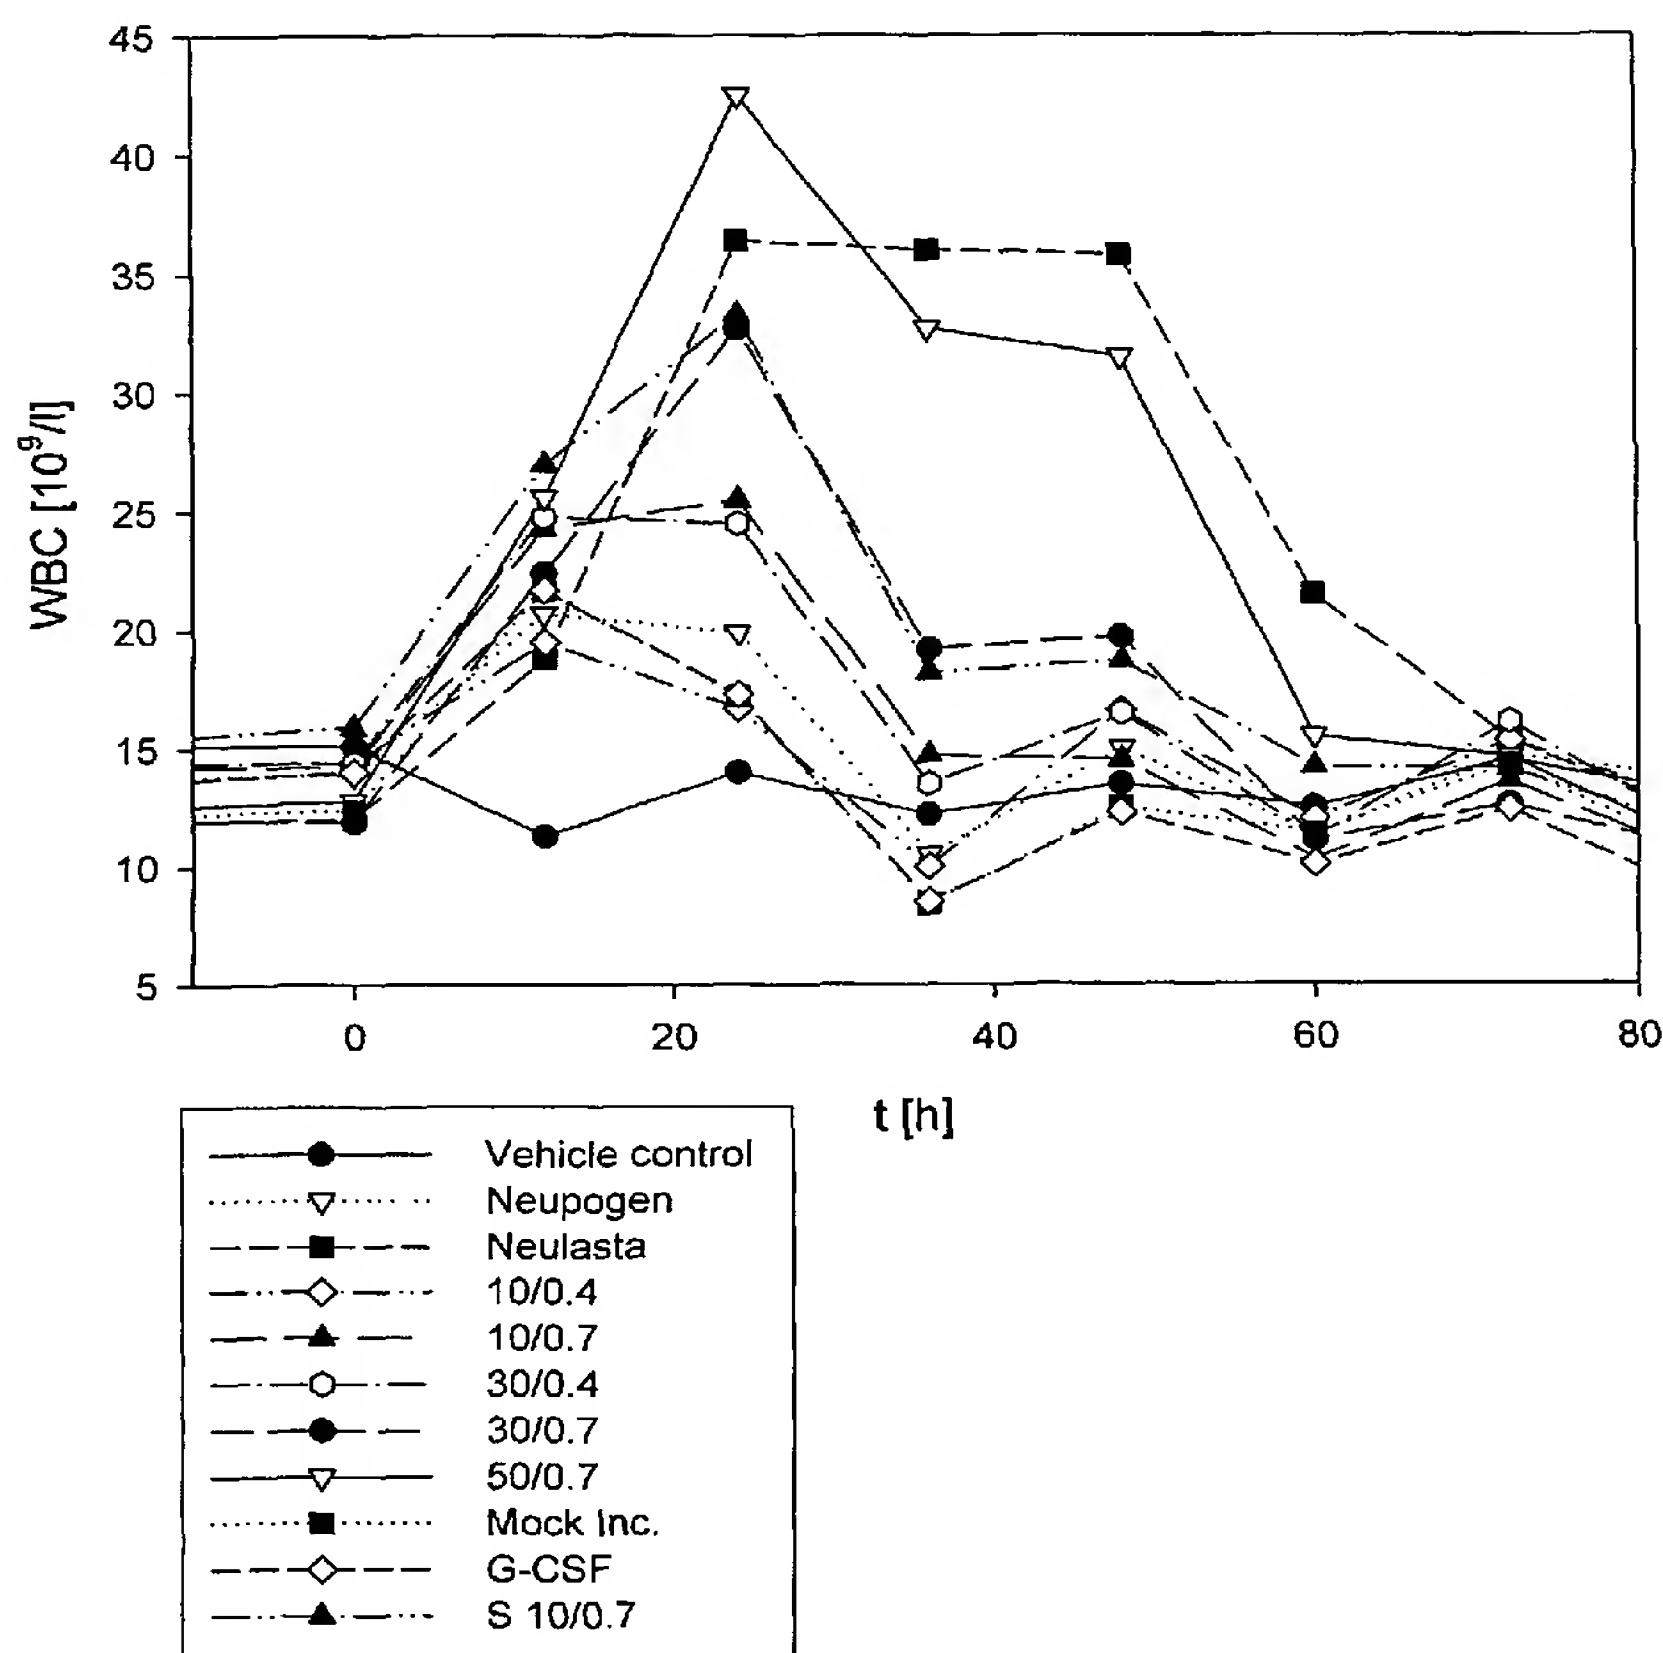 45
40
35
30
25
20
15
10
5
WBC [10⁹/l]
0 20 40 60 80
t [h]
Vehicle control
Neupogen
Neulasta
10/0.4
10/0.7
30/0.4
30/0.7
50/0.7
Mock Inc.
G-CSF
S 10/0.7